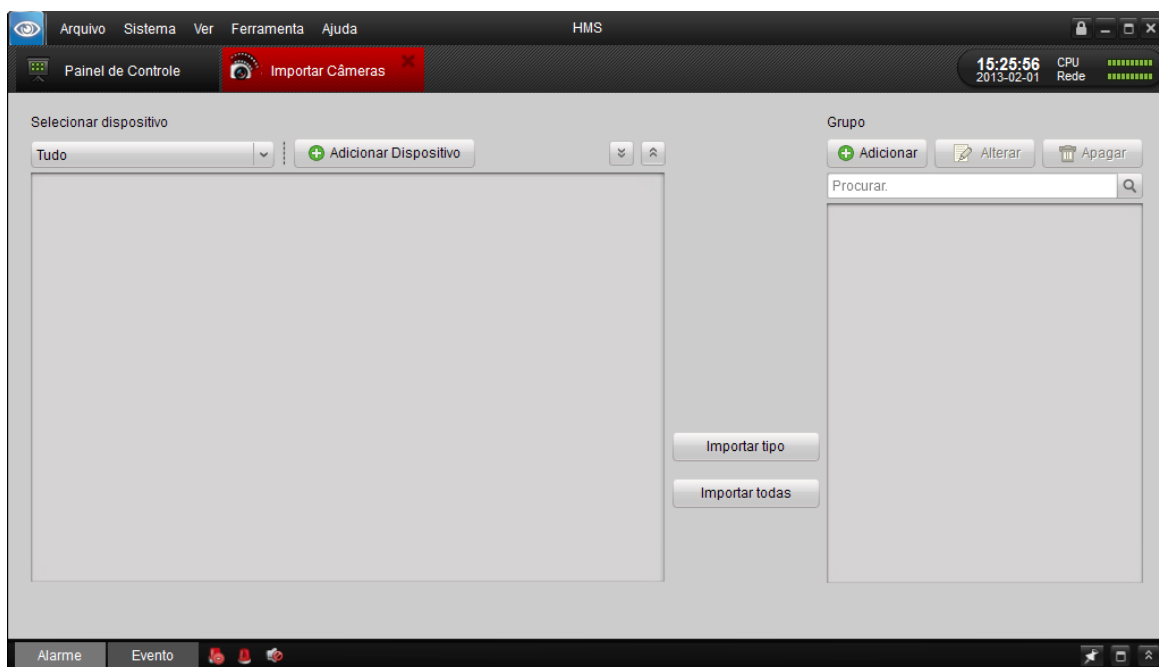 Arquivo Sistema Ver Ferramenta Ajuda HMS
Painel de Controle Importar Câmeras 15:25:56 CPU
2013-02-01 Rede
Selecionar dispositivo Grupo
Tudo Adicionar Dispositivo Adicionar Alterar Apagar
Procurar.
Importar tipo
Importar todas
Alarme Evento